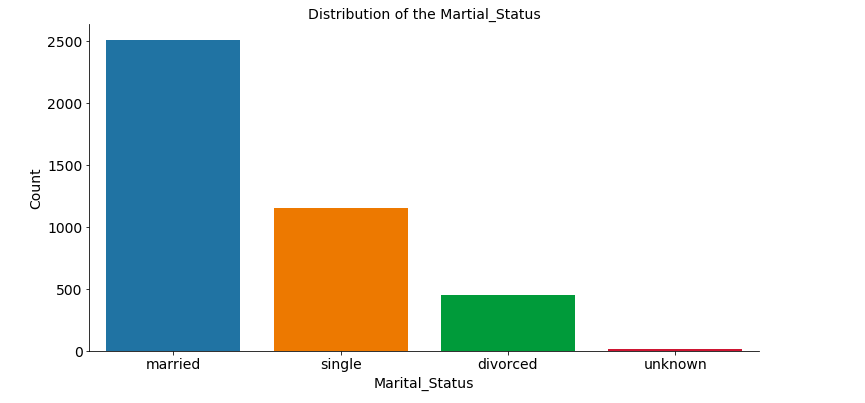 Distribution of the Martial_Status
2500
2000
1500
1000
500
0
Count
married single divorced unknown
Marital_Status